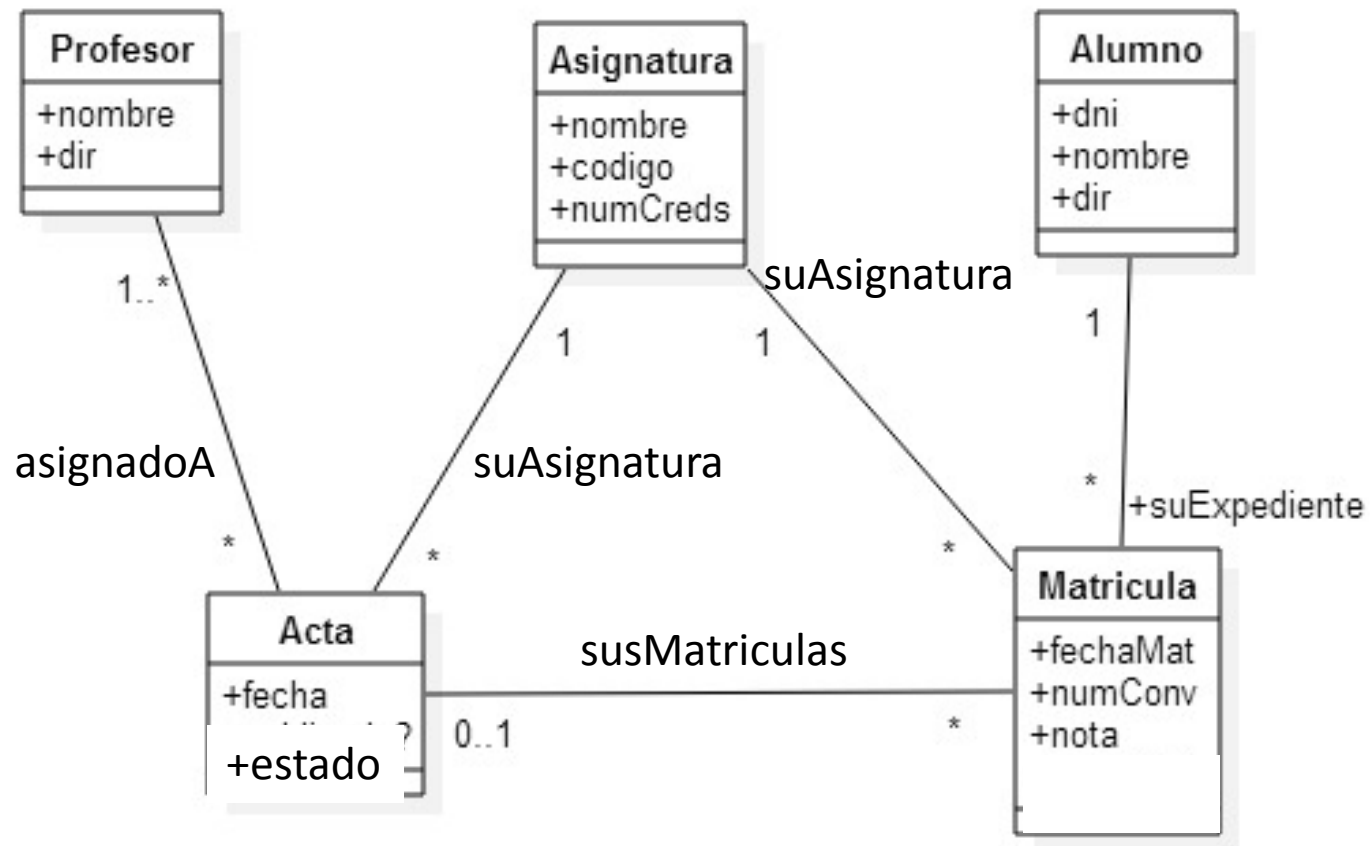 Profesor
+nombre
+dir
Asignatura
+nombre
+codigo
+numCreds
Alumno
+dni
+nombre
+dir
1..*
1
1
suAsignatura
1
asignadoA
suAsignatura
*
*
*
*
+suExpediente
Acta
+fecha
+estado
susMatriculas
0..1
*
Matricula
+fechaMat
+numConv
+nota